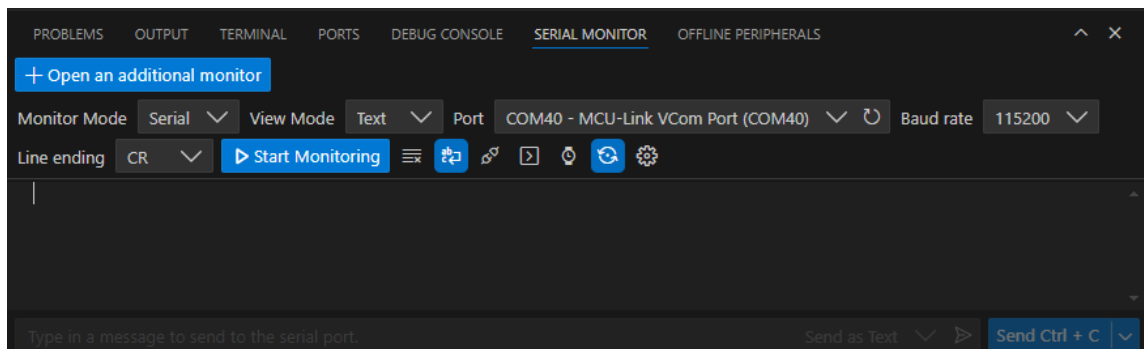 PROBLEMS OUTPUT TERMINAL PORTS DEBUG CONSOLE SERIAL MONITOR OFFLINE PERIPHERALS
+ Open an additional monitor
Monitor Mode Serial View Mode Text Port COM40 - MCU-Link VCom Port (COM40) Baud rate 115200
Line ending CR Start Monitoring
Type in a message to send to the serial port. Send as Text Send Ctrl + C